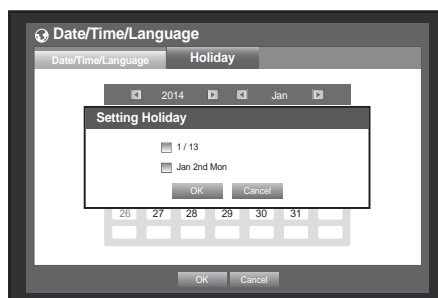 Date/Time/Language
Date/Time/Language Holiday
2014 Jan
Setting Holiday
1 / 13
Jan 2nd Mon
OK Cancel
26 27 28 29 30 31
OK Cancel